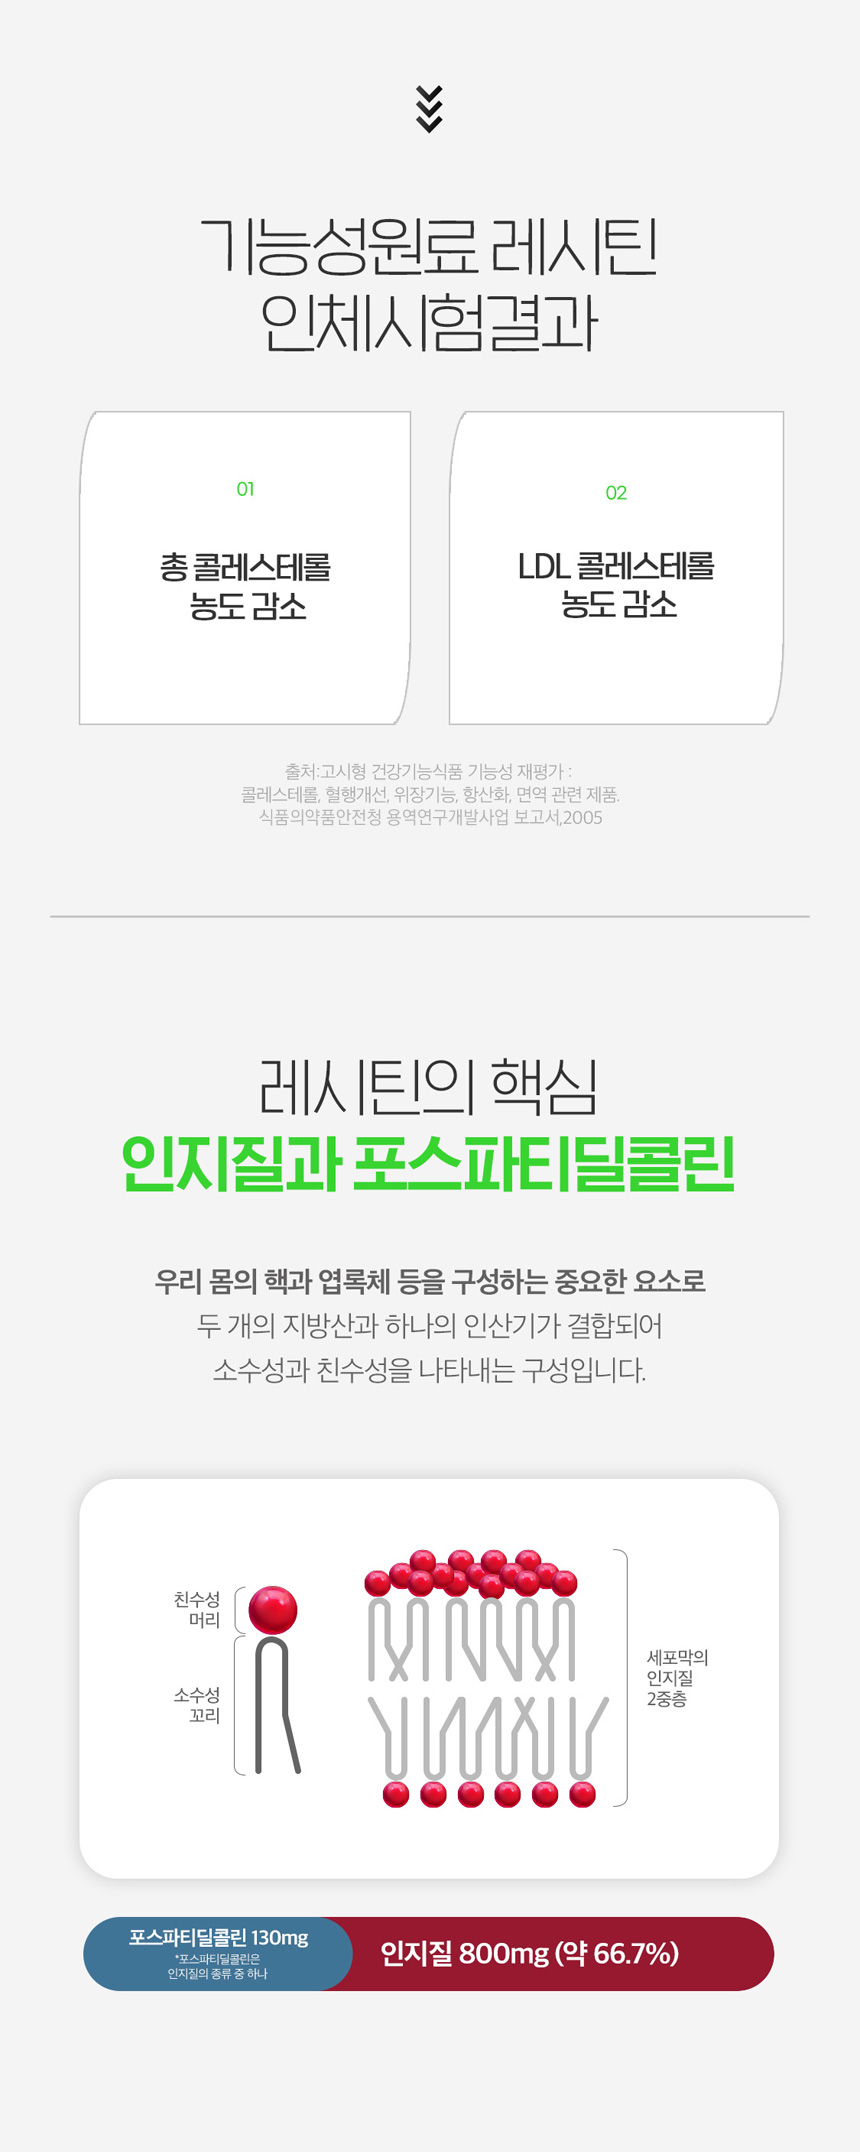 기능성원료 레시틴
인체시험결과
01
총 콜레스테롤
농도 감소
02
LDL 콜레스테롤
농도 감소
출처:고시형 건강기능식품 기능성 재평가 :
콜레스테롤, 혈행개선, 위장기능, 항산화, 면역 관련 제품.
식품의약품안전청 용역연구개발사업 보고서,2005
레시틴의 핵심
인지질과 포스파티딜콜린
우리 몸의 핵과 엽록체 등을 구성하는 중요한 요소로
두 개의 지방산과 하나의 인산기가 결합되어
소수성과 친수성을 나타내는 구성입니다.
친수성
머리
소수성
꼬리
세포막의
인지질
2중층
포스파티딜콜린 130mg
*포스파티딜콜린은
인지질의 종류 중 하나
인지질 800mg (약 66.7%)